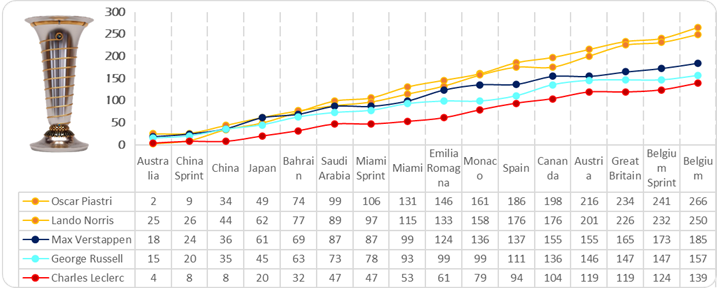 300
250
200
150
100
50
0
Austra
lia
China
Sprint
China
Japan
Bahrai
n
Saudi
Arabia
Miami
Sprint
Miami
Emilia
Romag
na
Monac
o
Spain
Cananda
Austri
a
Great
Britain
Belgiu
m
Sprint
Belgiu
m
Oscar Piastri 2 9 34 49 74 99 106 131 146 161 186 198 216 234 241 266
Lando Norris 25 26 44 62 77 89 97 115 133 158 176 176 201 226 232 250
Max Verstappen 18 24 36 61 69 87 87 99 124 136 137 155 155 165 173 185
George Russell 15 20 35 45 63 73 78 93 99 99 111 136 146 147 147 157
Charles Leclerc 4 8 8 20 32 47 47 53 61 79 94 104 119 119 124 139